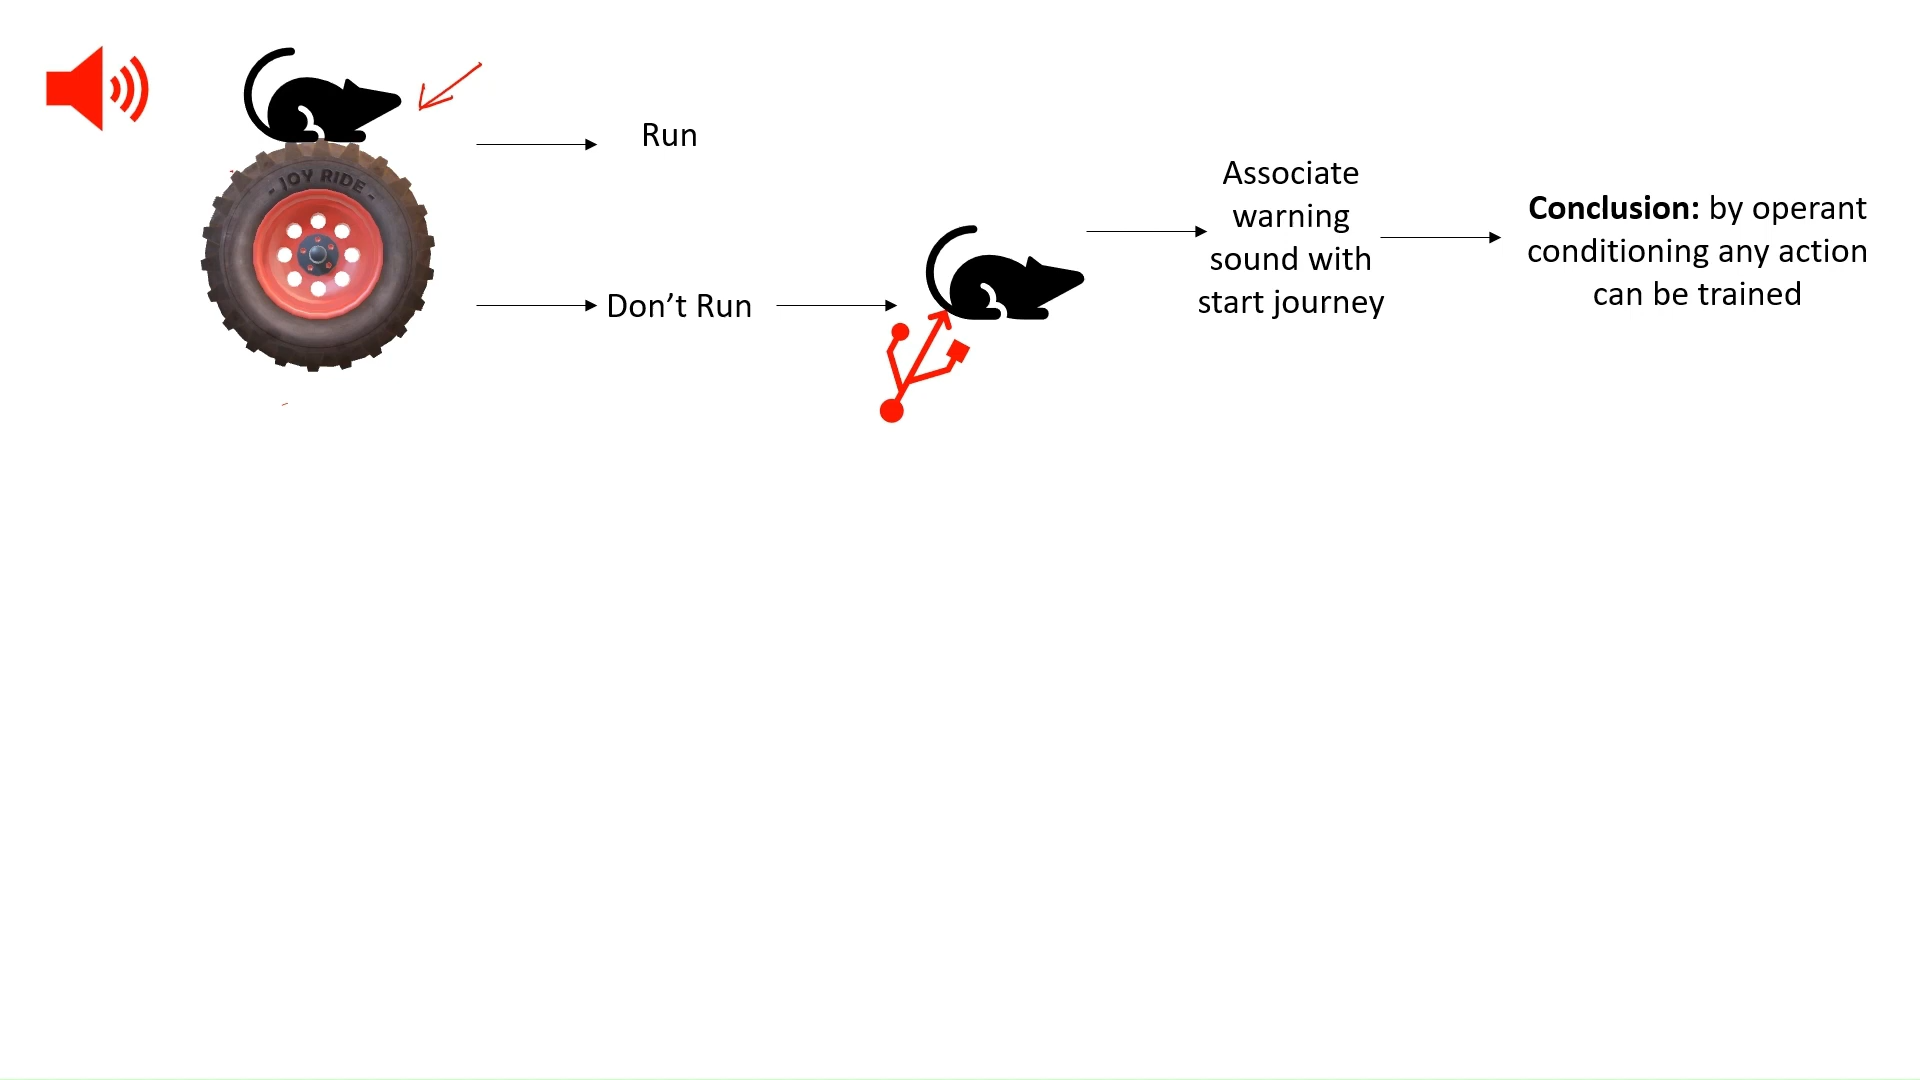 - JOY RIDE -
Run
Don’t Run
Associate
warning
sound with
start journey
Conclusion: by operant
conditioning any action
can be trained